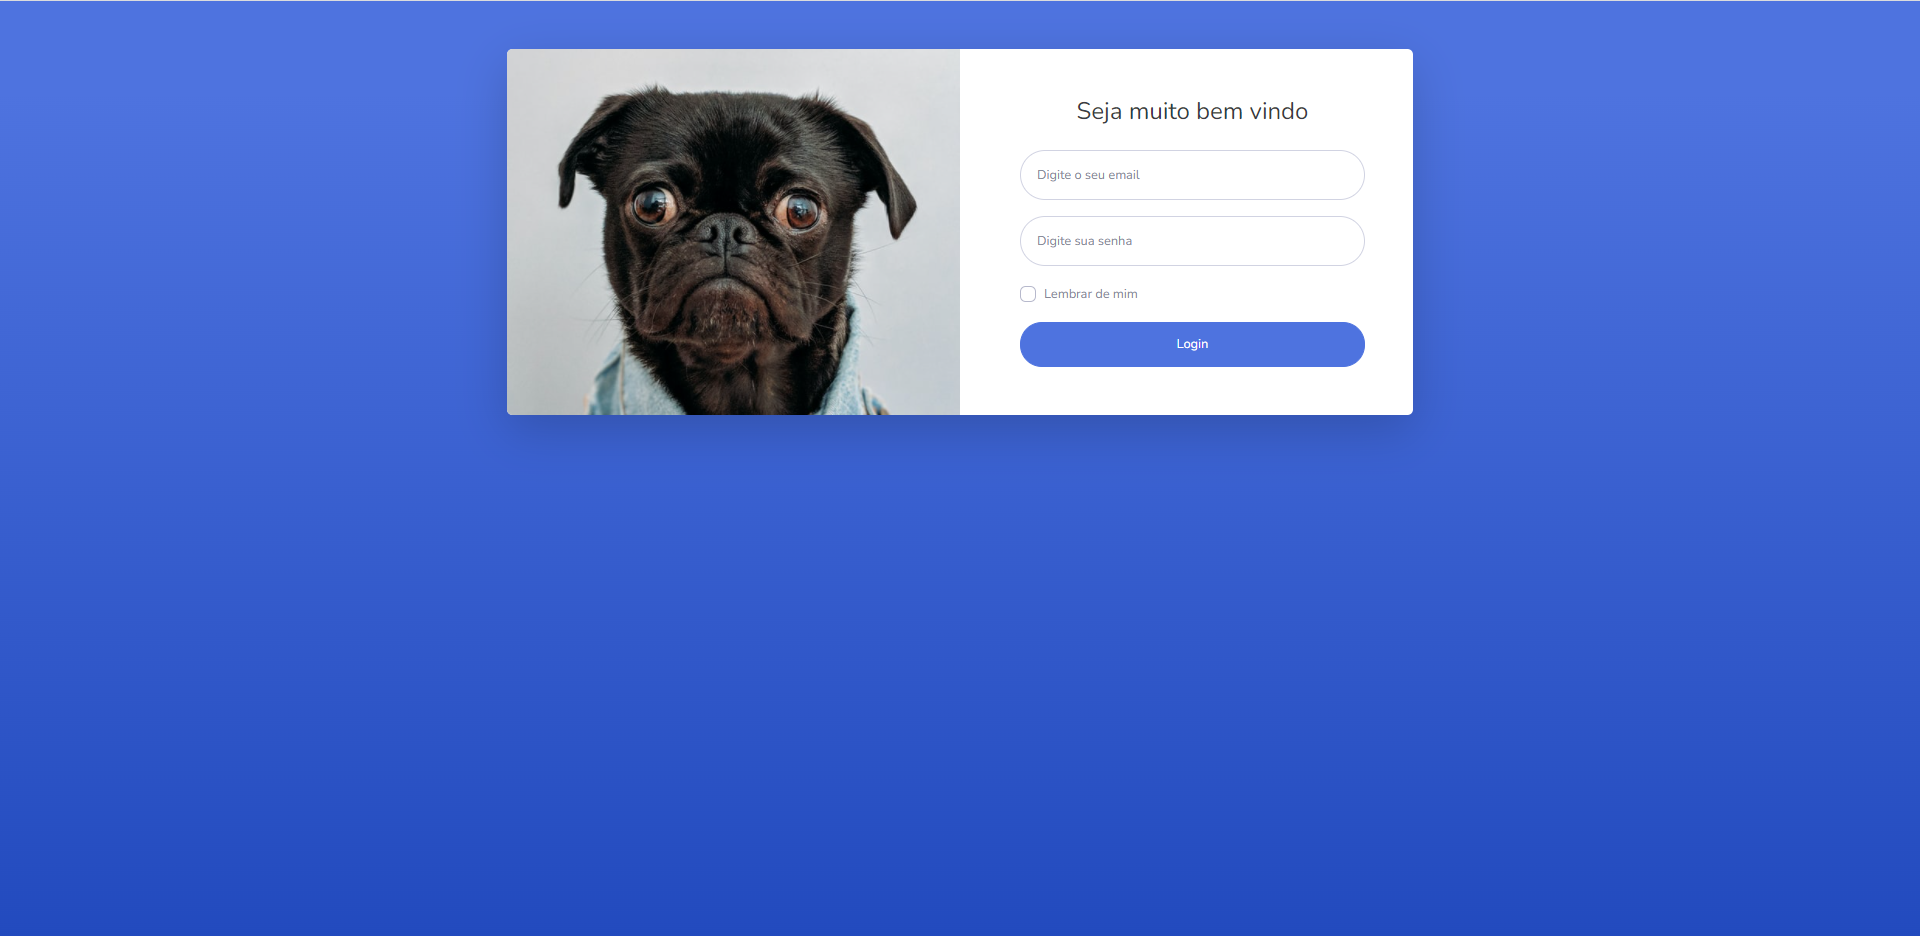 Seja muito bem vindo
Digite o seu email
Digite sua senha
Lembrar de mim
Login